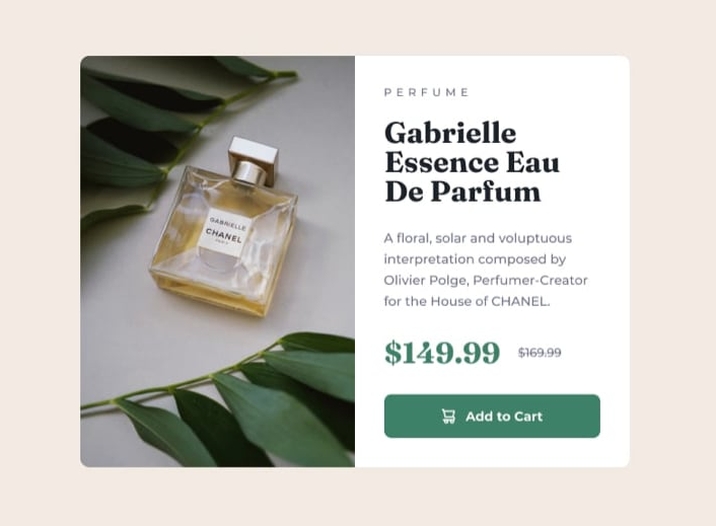 GABRIELLE
CHANEL
PARIS
PERFUME
Gabrielle
Essence Eau
De Parfum
A floral, solar and voluptuous
interpretation composed by
Olivier Polge, Perfumer-Creator
for the House of CHANEL.
$149.99 $169.99
Add to Cart